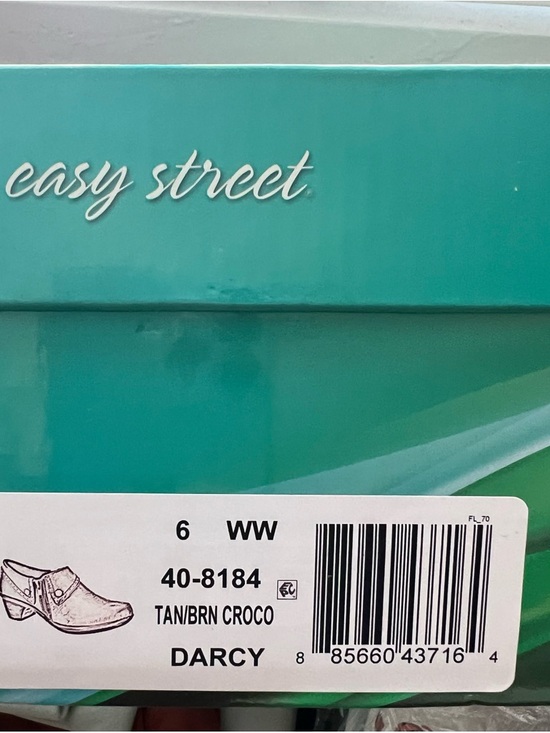 easy street
6 WW
FL_70
40-8184
TAN/BRN CROCO
DARCY
8 85660 43716 4